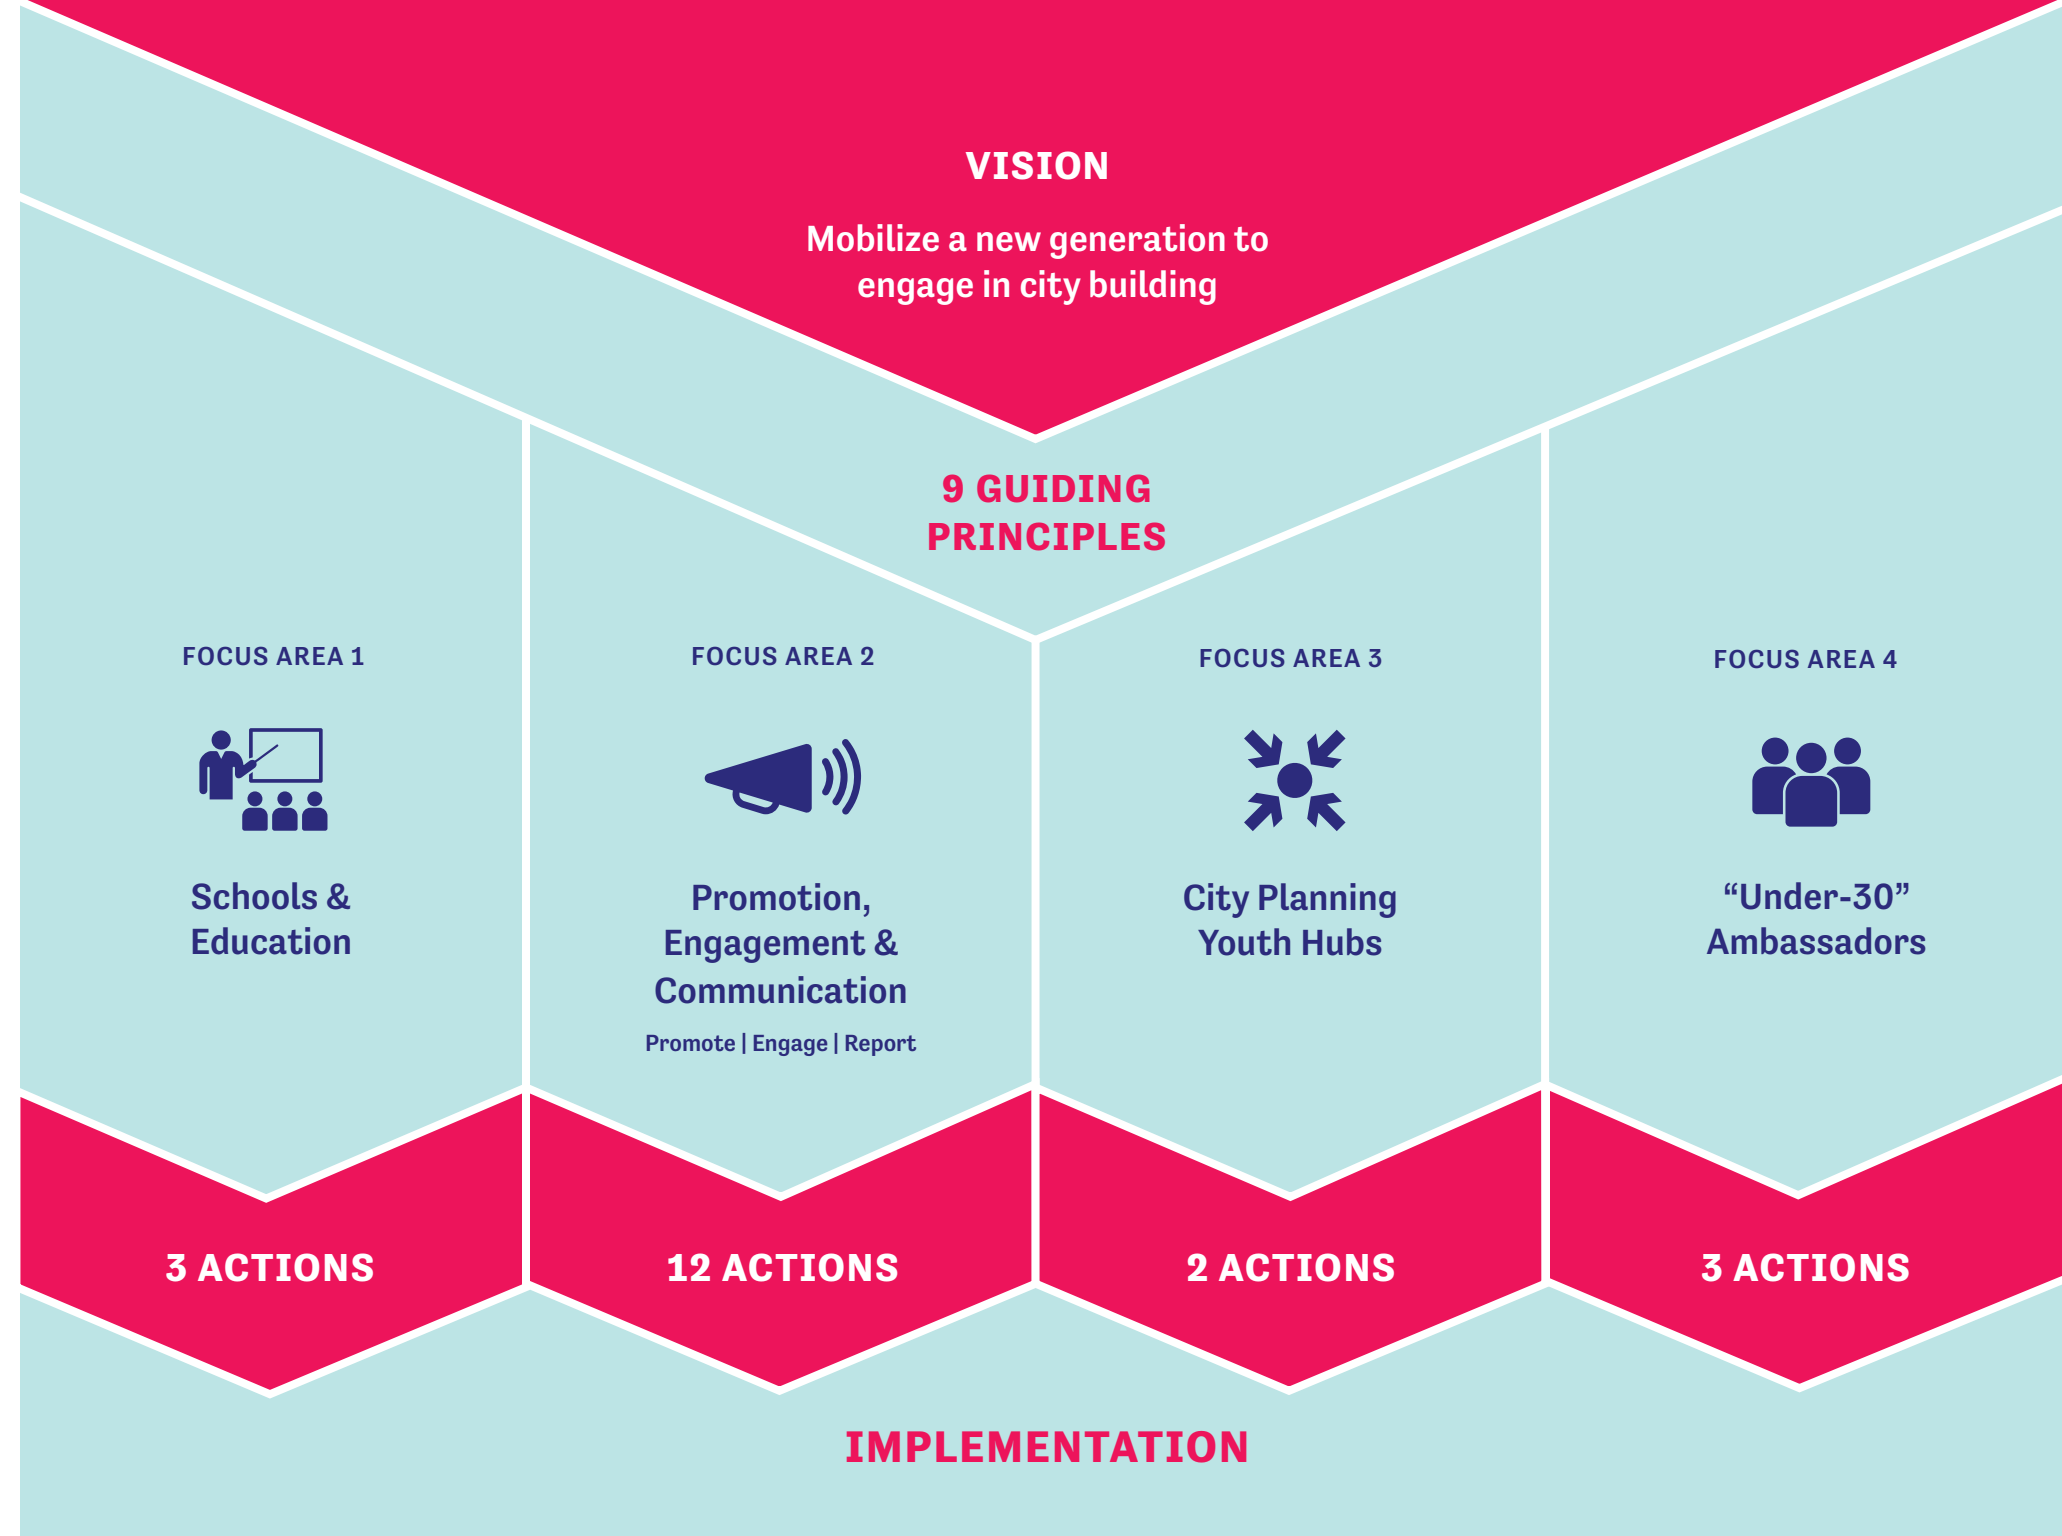 VISION
Mobilize a new generation to
engage in city building
9 GUIDING
PRINCIPLES
FOCUS AREA 1
Schools &
Education
3 ACTIONS
FOCUS AREA 2
Promotion,
Engagement &
Communication
Promote | Engage | Report
12 ACTIONS
FOCUS AREA 3
City Planning
Youth Hubs
2 ACTIONS
FOCUS AREA 4
“Under-30”
Ambassadors
3 ACTIONS
IMPLEMENTATION